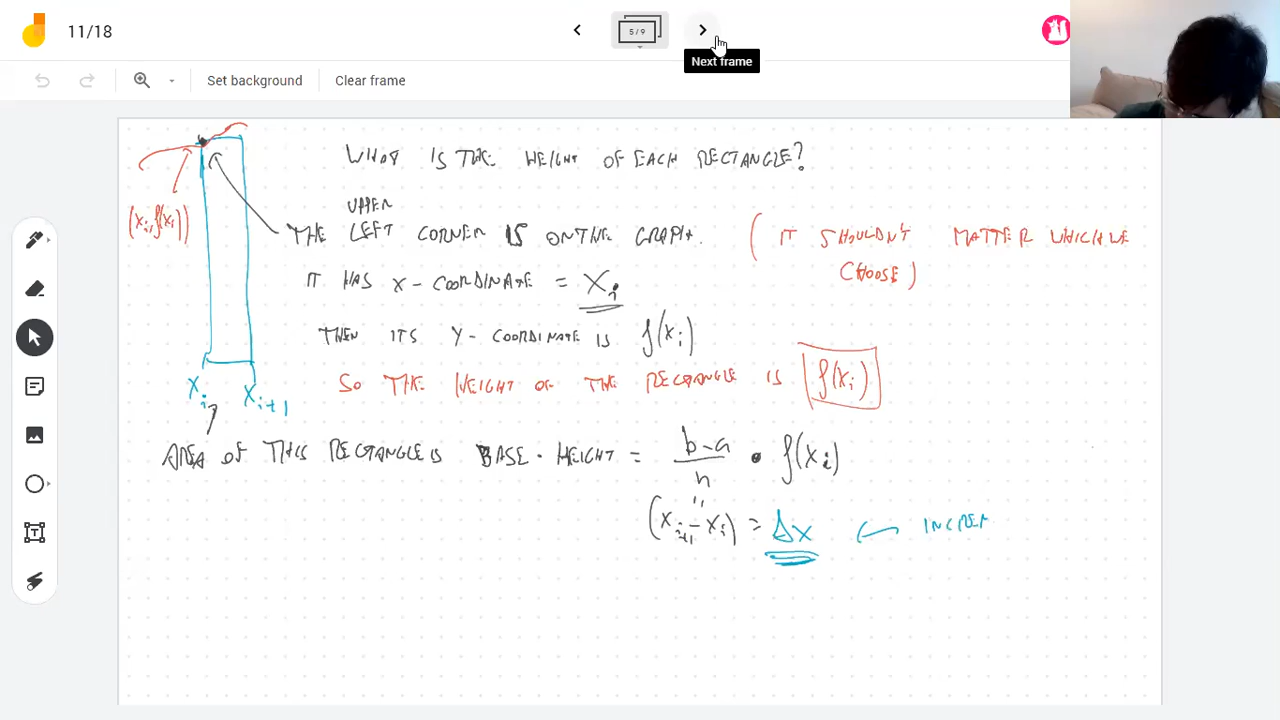 11/18
5/9
Next frame
Set background
Clear frame
WHAT IS THE HEIGHT OF EACH RECTANGLE?
(xi, f(xi))
UPPER
THE LEFT CORNER IS ON THE GRAPH. (IT SHOULDN'T MATTER WHICH WE
CHOOSE)
IT HAS X-COORDINATE = Xi
THEN ITS Y-COORDINATE IS f(xi)
SO THE HEIGHT OF THE RECTANGLE IS f(xi)
Xi Xi+1
AREA OF THIS RECTANGLE IS BASE · HEIGHT = b-a/n • f(xi)
"
(xi+1 - xi) = Δx ← INCREM